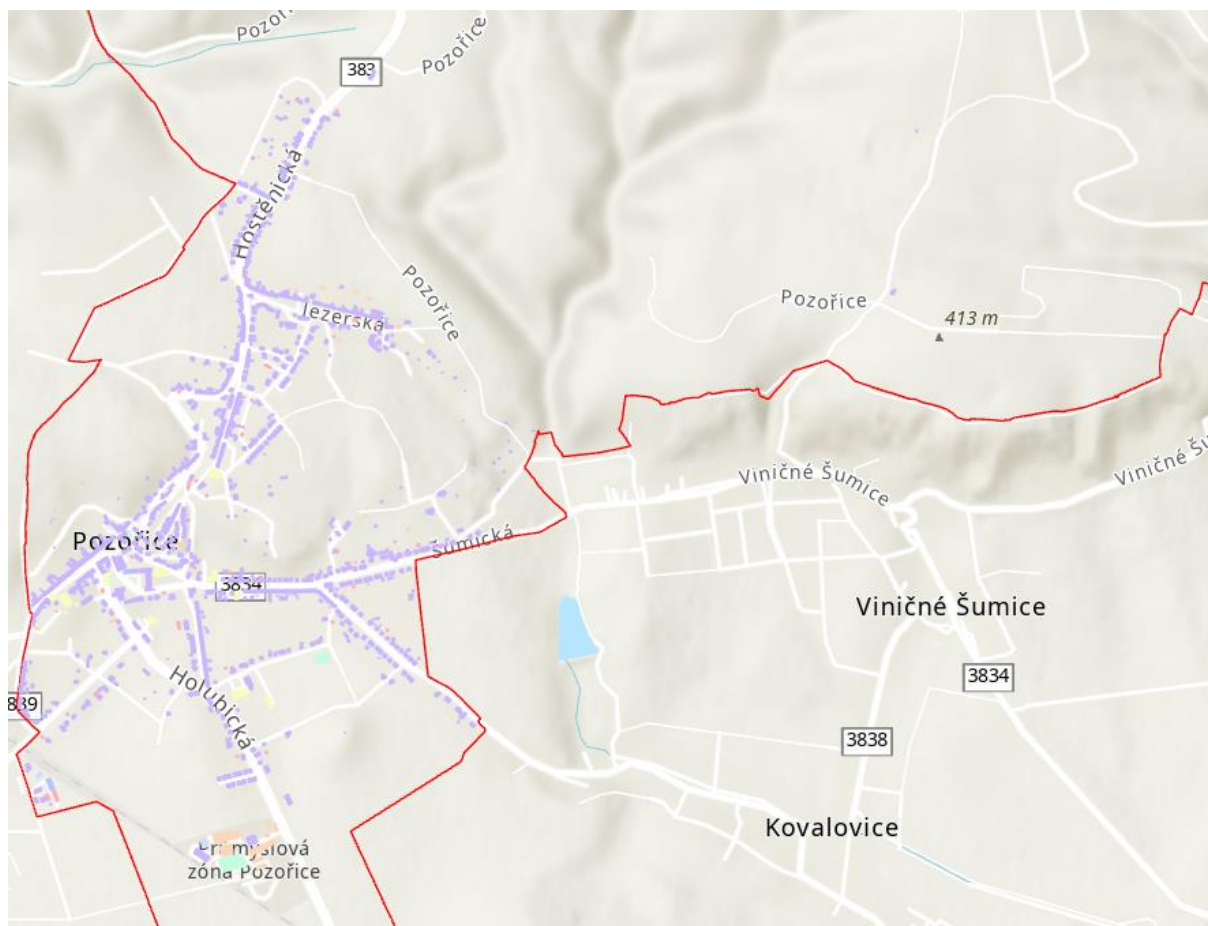 Pozořice
383
Pozořice
Hostěnická
Jezerská
Pozořice
Pozořice
413 m
Viničné Šumice
Viničné Šu
Šumická
Pozořice
3834
Viničné Šumice
Holubická
3834
839
3838
Kovalovice
Průmyslová
zóna Pozořice